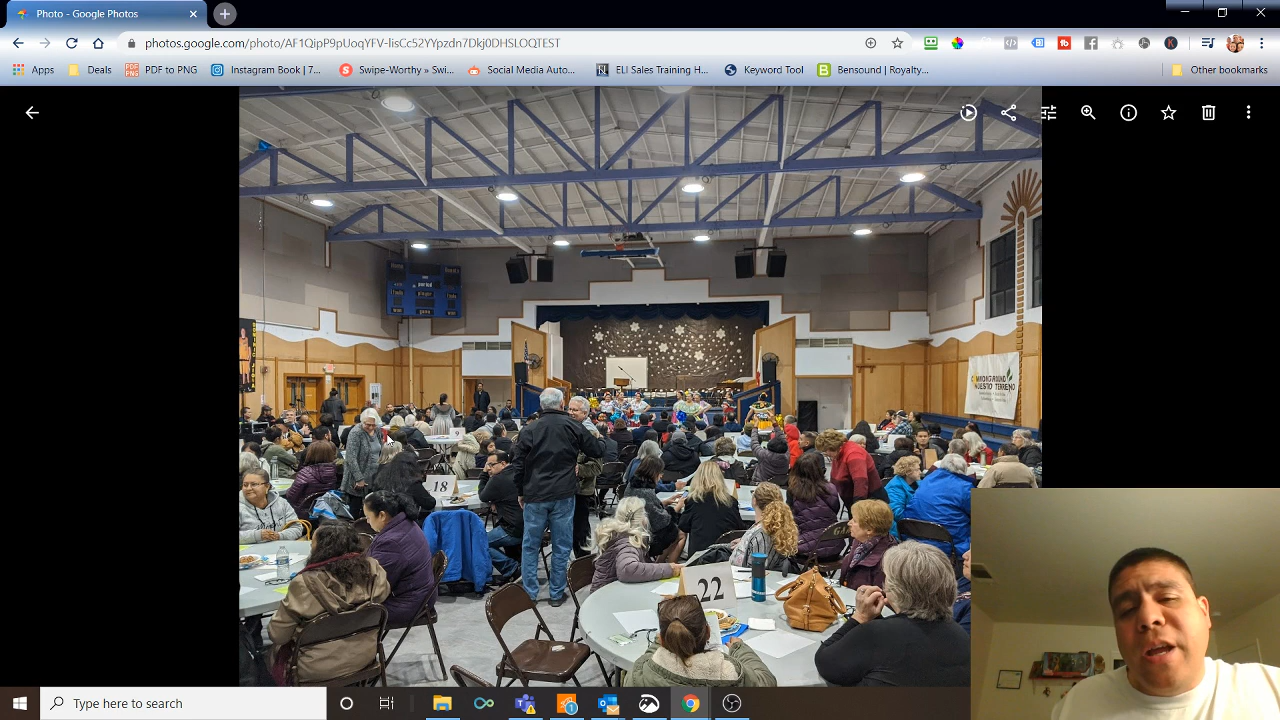 Photo - Google Photos
photos.google.com/photo/AF1QipP9pUoqYFV-lisCc52YYpzdn7Dkj0DHSLOQTEST
Apps
Deals
PDF to PNG
Instagram Book | 7...
Swipe-Worthy » Swi...
Social Media Auto...
ELI Sales Training H...
Keyword Tool
Bensound | Royalty...
Other bookmarks
NUESTRO TERRENO
18
22
Type here to search